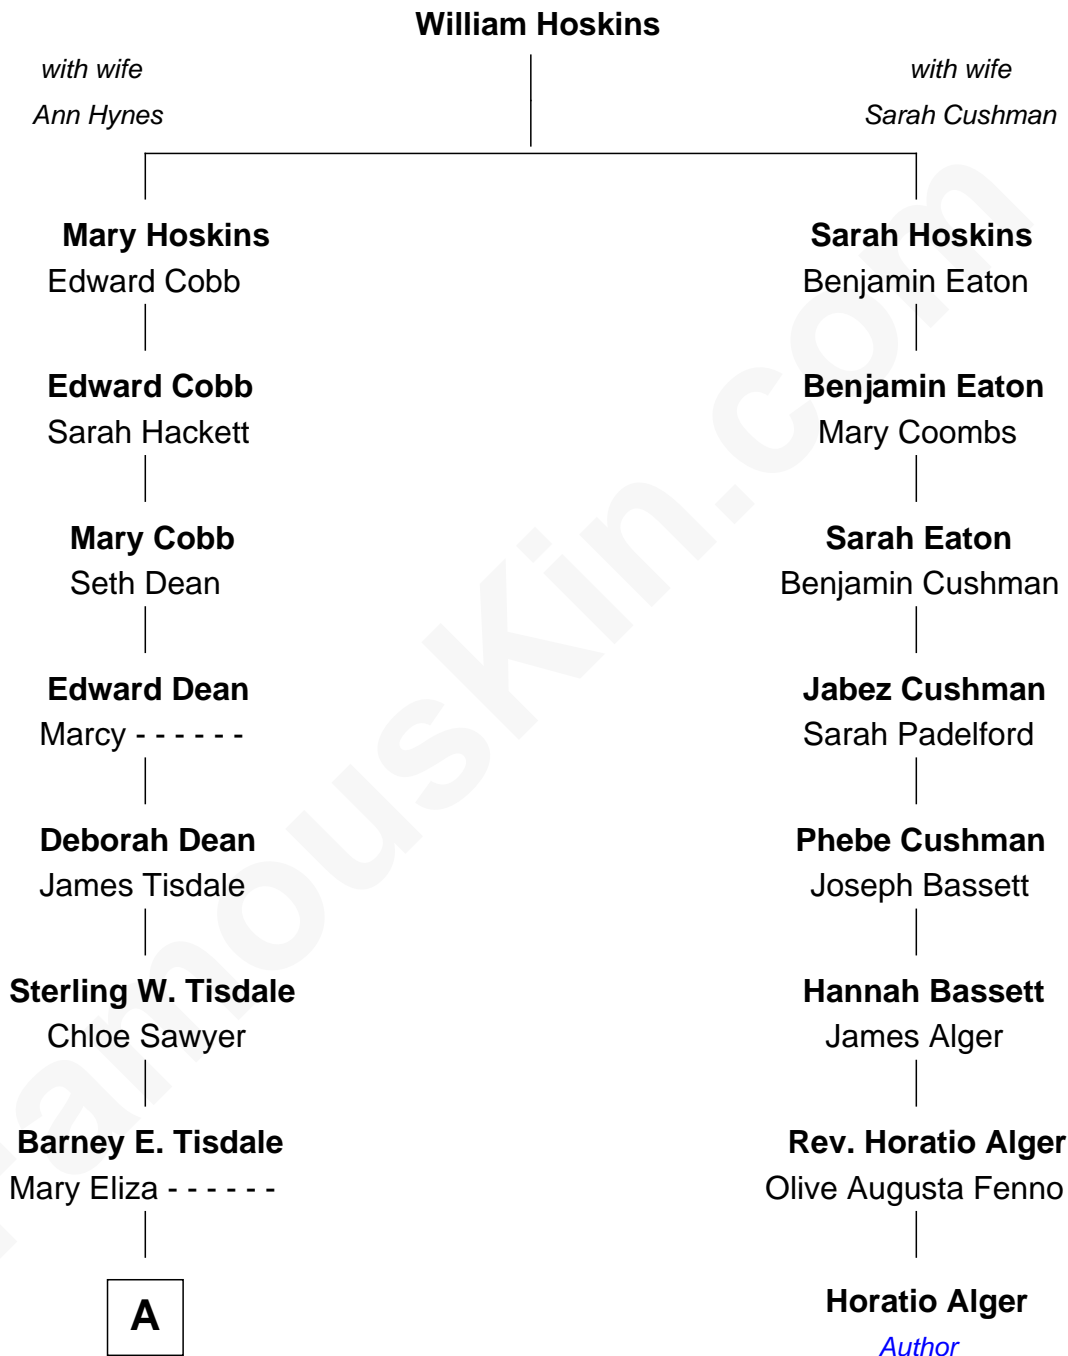 William Hoskins
with wife
Ann Hynes
with wife
Sarah Cushman
Mary Hoskins
Edward Cobb
Sarah Hoskins
Benjamin Eaton
Edward Cobb
Sarah Hackett
Benjamin Eaton
Mary Coombs
Mary Cobb
Seth Dean
Sarah Eaton
Benjamin Cushman
Edward Dean
Marcy - - - - - -
Jabez Cushman
Sarah Padelford
Deborah Dean
James Tisdale
Phebe Cushman
Joseph Bassett
Sterling W. Tisdale
Chloe Sawyer
Hannah Bassett
James Alger
Barney E. Tisdale
Mary Eliza - - - - - -
Rev. Horatio Alger
Olive Augusta Fenno
A
Horatio Alger
Author
FamousKin.com